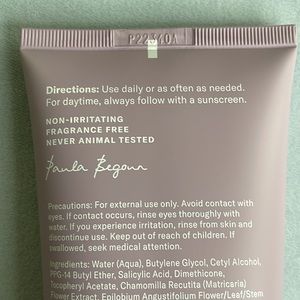 P22340A
Directions: Use daily or as often as needed.
For daytime, always follow with a sunscreen.
NON-IRRITATING
FRAGRANCE FREE
NEVER ANIMAL TESTED
Paula Begoun
Precautions: For external use only. Avoid contact with
eyes. If contact occurs, rinse eyes thoroughly with
water. If you experience irritation, rinse from skin and
discontinue use. Keep out of reach of children. If
swallowed, seek medical attention.
Ingredients: Water (Aqua), Butylene Glycol, Cetyl Alcohol,
PPG-14 Butyl Ether, Salicylic Acid, Dimethicone,
Tocopheryl Acetate, Chamomilla Recutita (Matricaria)
Flower Extract, Epilobium Angustifolium Flower/Leaf/Stem